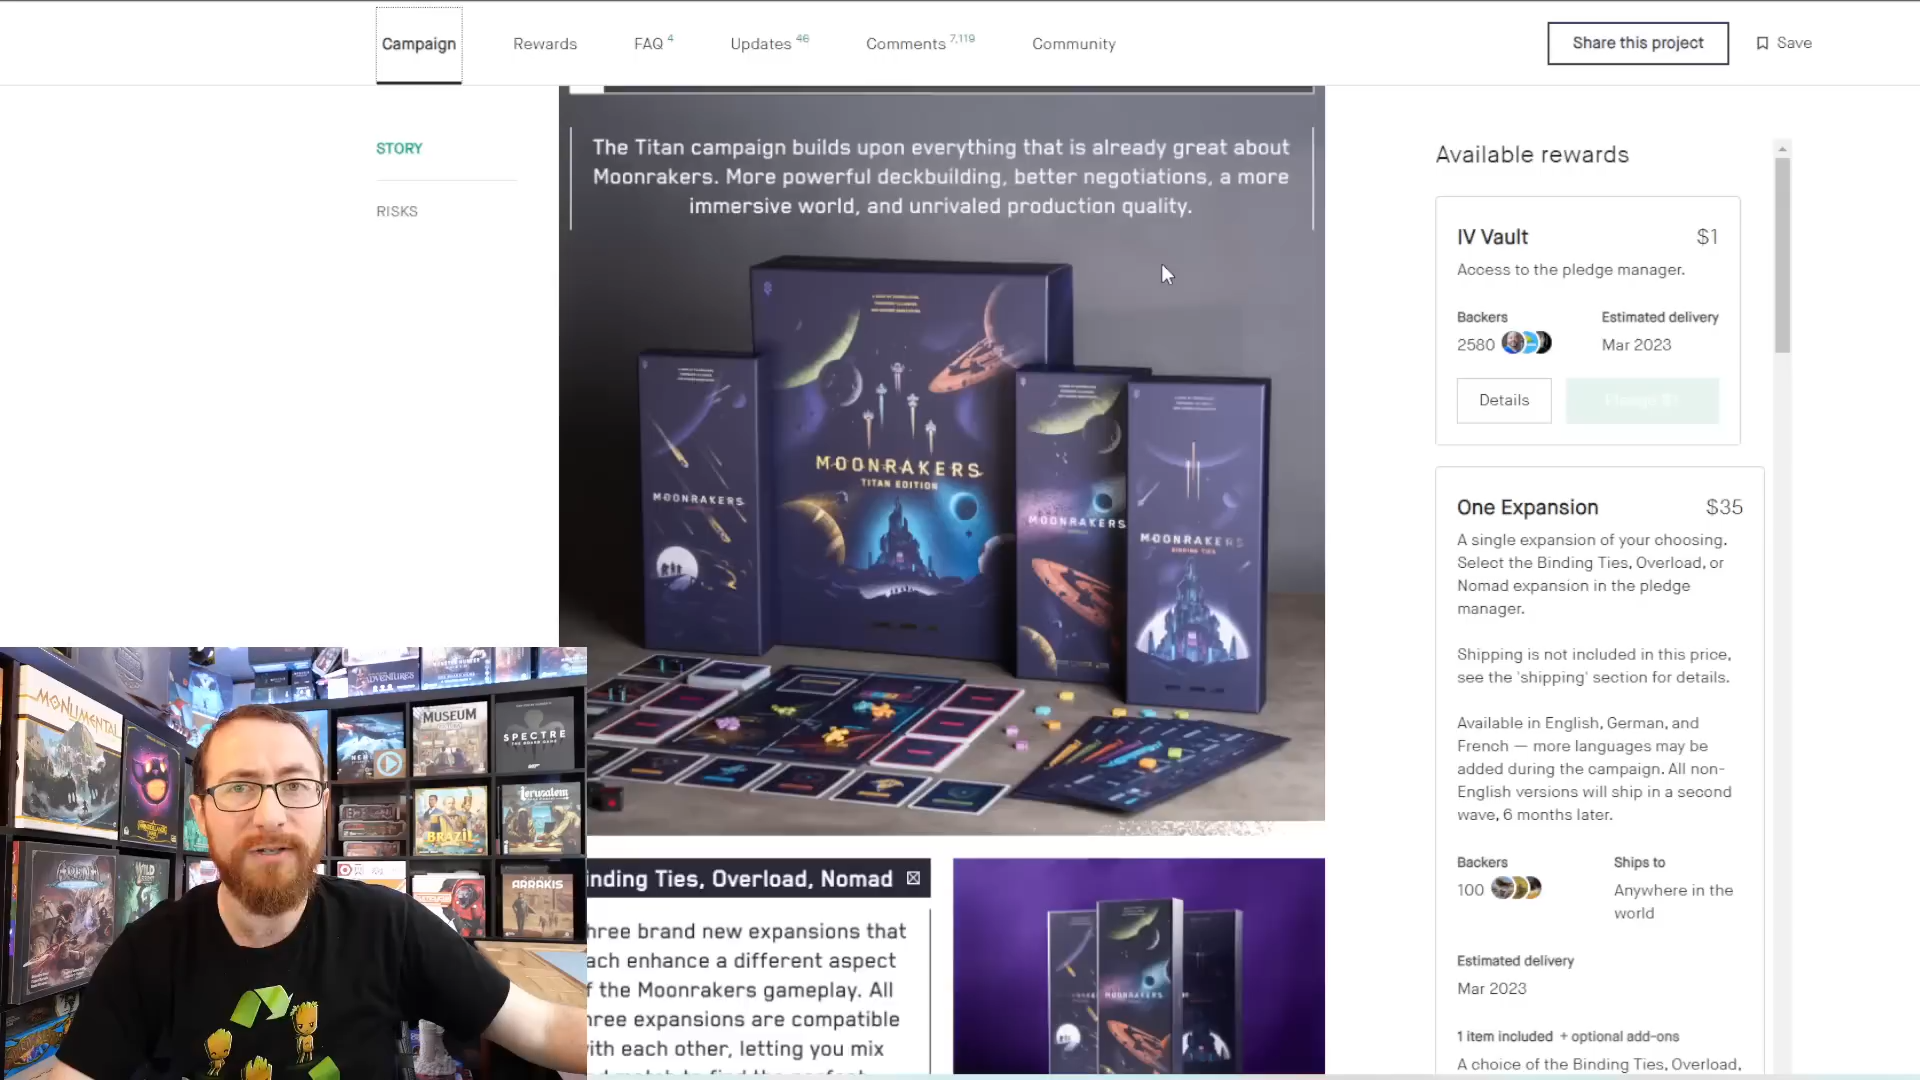 Campaign
Rewards
FAQ 4
Updates 46
Comments 7,119
Community
Share this project
Save
STORY
RISKS
The Titan campaign builds upon everything that is already great about
Moonrakers. More powerful deckbuilding, better negotiations, a more
immersive world, and unrivaled production quality.
MOONRAKERS
MOONRAKERS
TITAN EDITION
MOONRAKERS
MOONRAKERS
BINDING TIES
inding Ties, Overload, Nomad
hree brand new expansions that
ach enhance a different aspect
f the Moonrakers gameplay. All
hree expansions are compatible
ith each other, letting you mix
MOONRAKERS
Available rewards
IV Vault
$1
Access to the pledge manager.
Backers
2580
Estimated delivery
Mar 2023
Details
One Expansion
$35
A single expansion of your choosing.
Select the Binding Ties, Overload, or
Nomad expansion in the pledge
manager.
Shipping is not included in this price,
see the 'shipping' section for details.
Available in English, German, and
French — more languages may be
added during the campaign. All non-
English versions will ship in a second
wave, 6 months later.
Backers
100
Ships to
Anywhere in the
world
Estimated delivery
Mar 2023
1 item included + optional add-ons
A choice of the Binding Ties, Overload,
MONUMENTAL
MUSEUM
SPECTRE
BRAZIL
Jerusalem
ARRAKIS
WILD